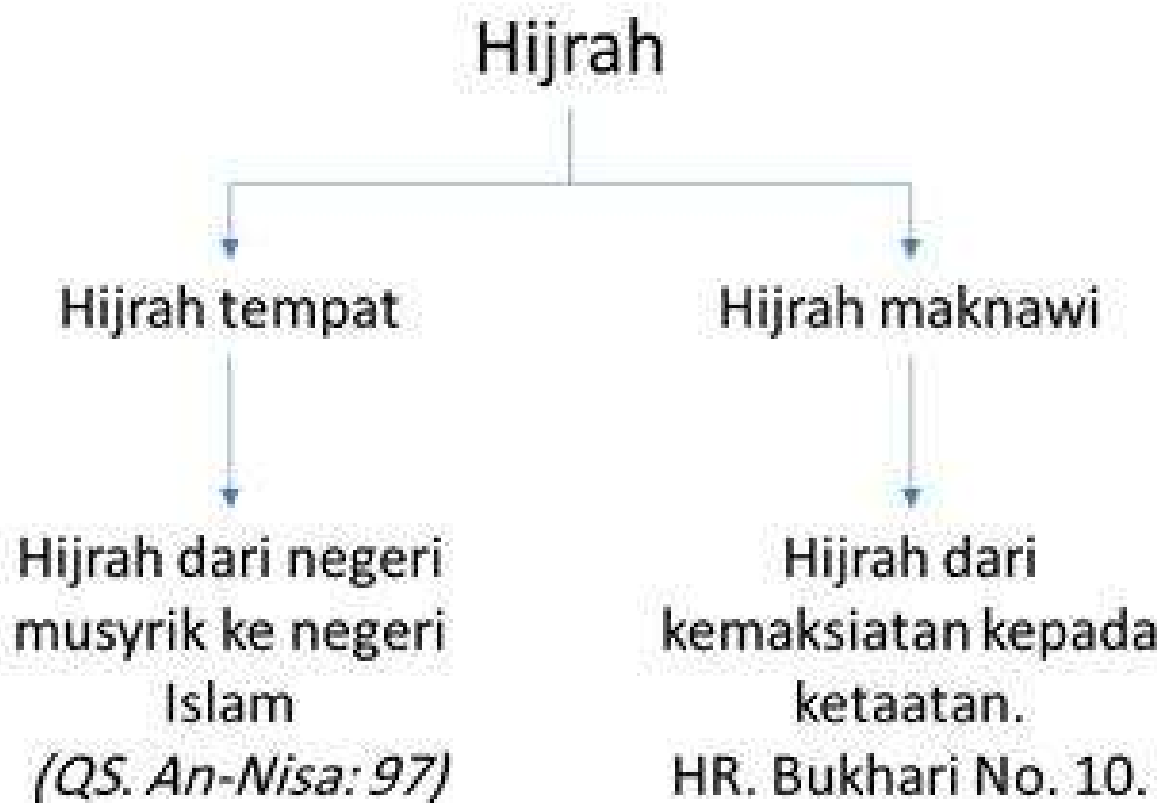 Hijrah
Hijrah tempat
Hijrah maknawi
Hijrah dari negeri
musyrik ke negeri
Islam
(QS. An-Nisa: 97)
Hijrah dari
kemaksiatan kepada
ketaatan.
HR. Bukhari No. 10.